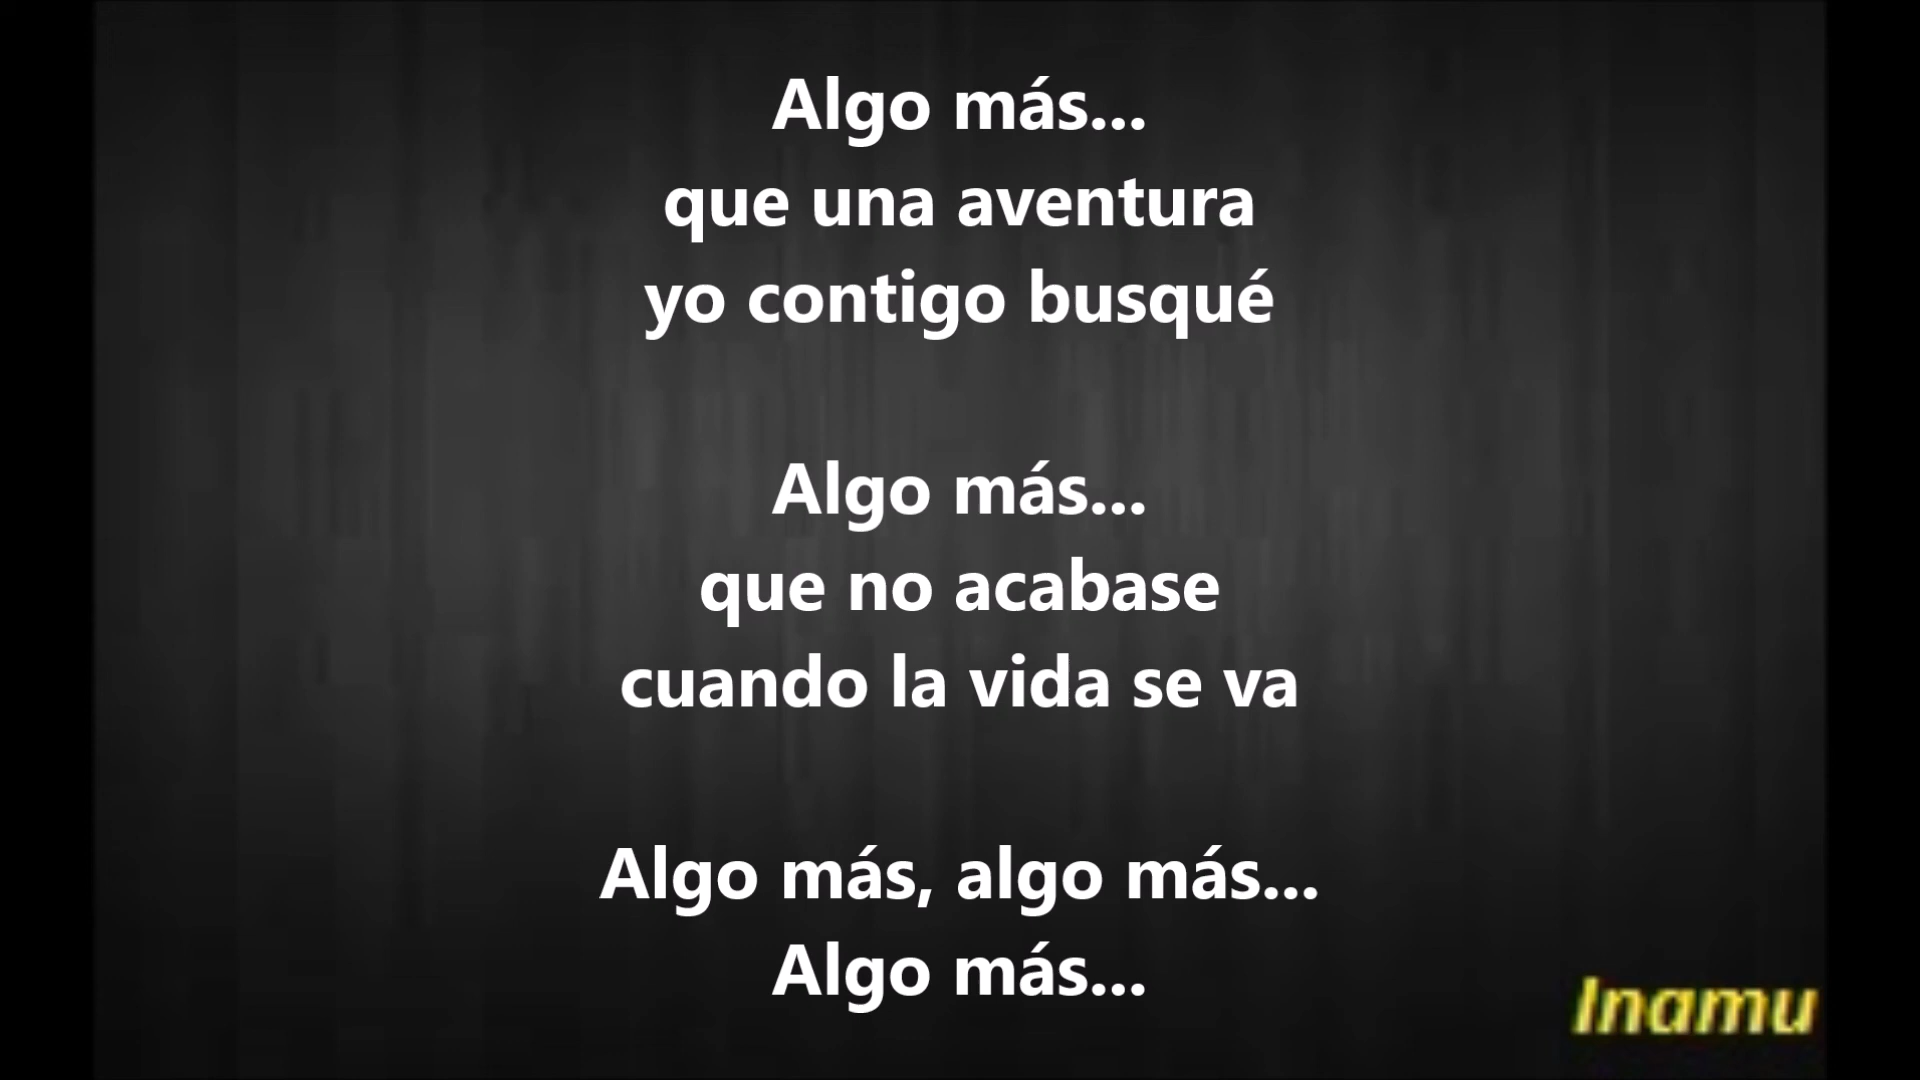 Algo más...
que una aventura
yo contigo busqué
Algo más...
que no acabase
cuando la vida se va
Algo más, algo más...
Algo más...
Inamu